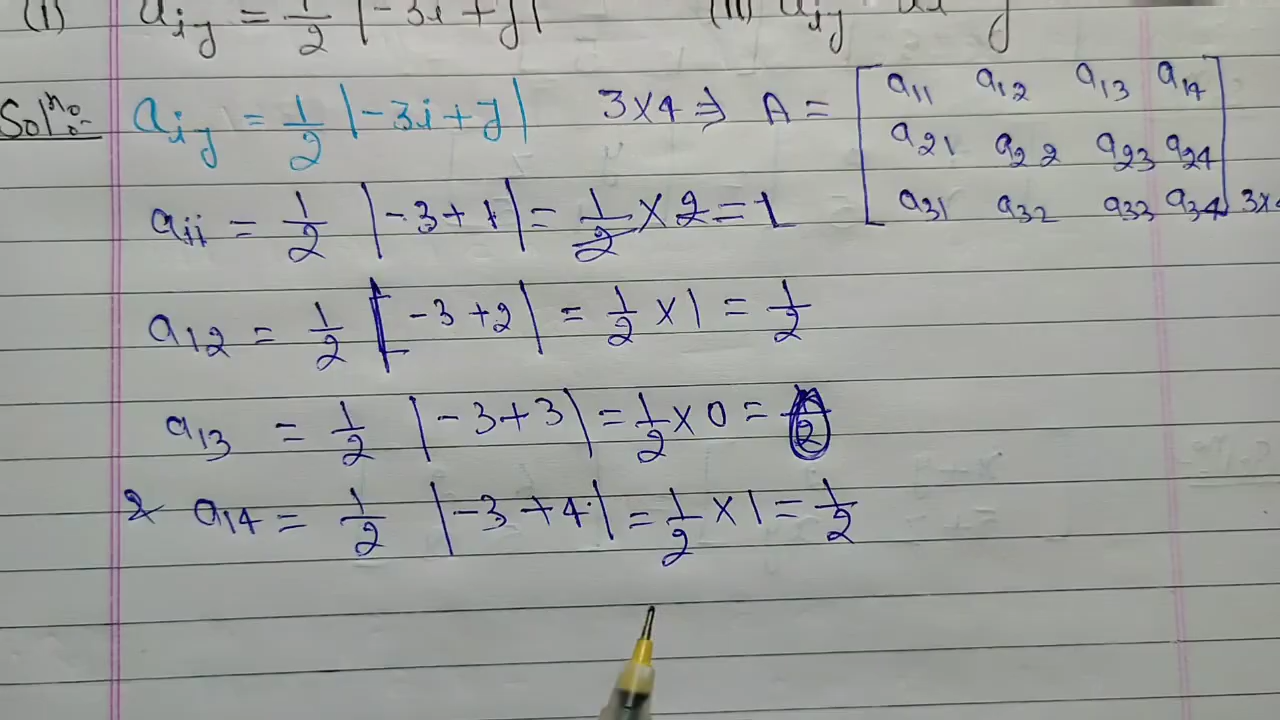 (i) aij = 1/2 |-3i + j| (ii) aij
Soln:- aij = 1/2 |-3i + j| 3×4 ⇒ A = [a11 a12 a13 a14
a21 a22 a23 a24
a31 a32 a33 a34] 3×4
a11 = 1/2 |-3+1| = 1/2 × 2 = 1
a12 = 1/2 |-3+2| = 1/2 × 1 = 1/2
a13 = 1/2 |-3+3| = 1/2 × 0 =
& a14 = 1/2 |-3+4| = 1/2 × 1 = 1/2